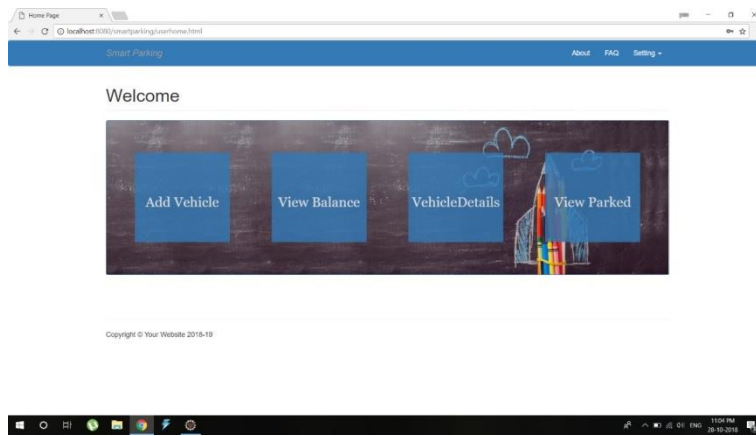 Home Page
localhost:8080/smartparking/userhome.html
Smart Parking
About FAQ Setting
Welcome
Add Vehicle
View Balance
VehicleDetails
View Parked
Copyright © Your Website 2018-19
ENG
11:04 PM
28-10-2018